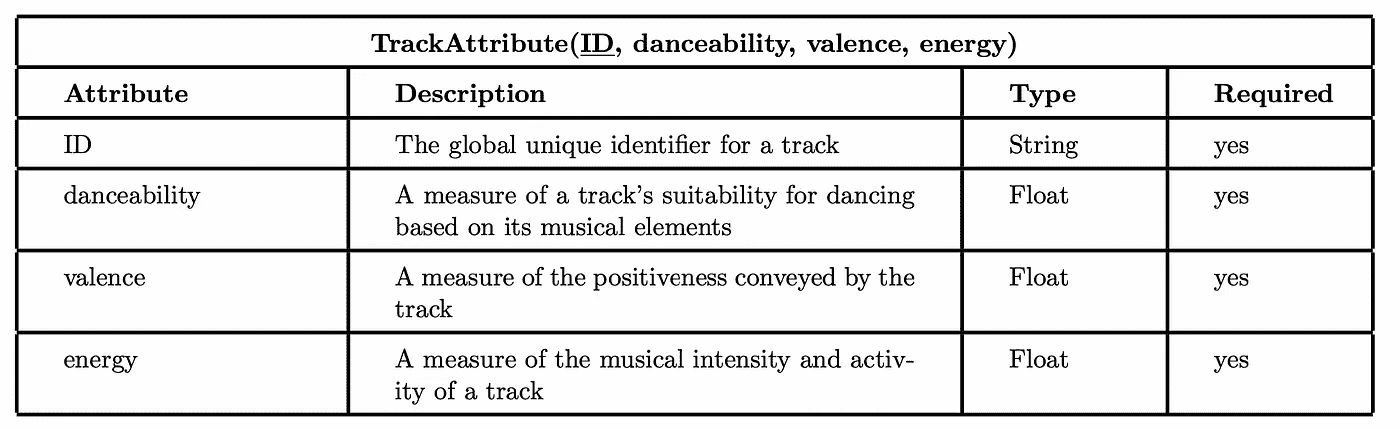 TrackAttribute(ID, danceability, valence, energy)
Attribute Description Type Required
ID The global unique identifier for a track String yes
danceability A measure of a track's suitability for dancing Float yes
based on its musical elements
valence A measure of the positiveness conveyed by the Float yes
track
energy A measure of the musical intensity and activ- Float yes
ity of a track